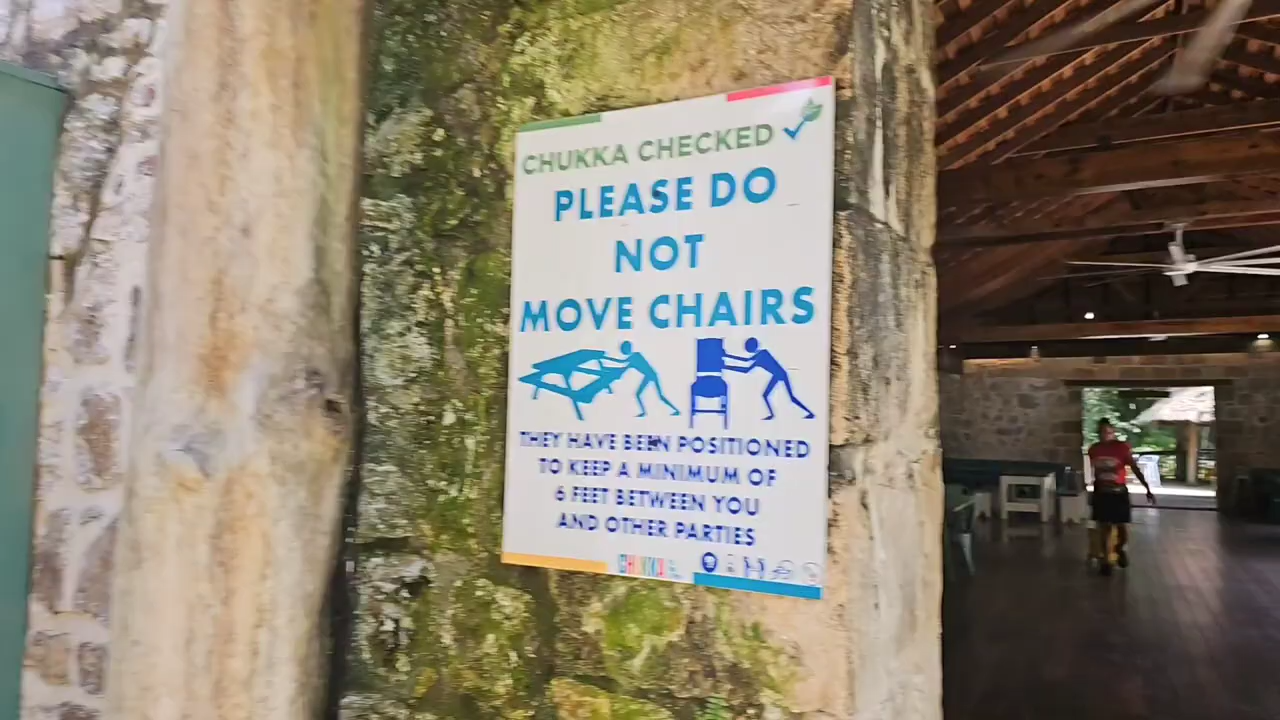 CHUKKA CHECKED
PLEASE DO
NOT
MOVE CHAIRS
THEY HAVE BEEN POSITIONED
TO KEEP A MINIMUM OF
6 FEET BETWEEN YOU
AND OTHER PARTIES
CHUKKA